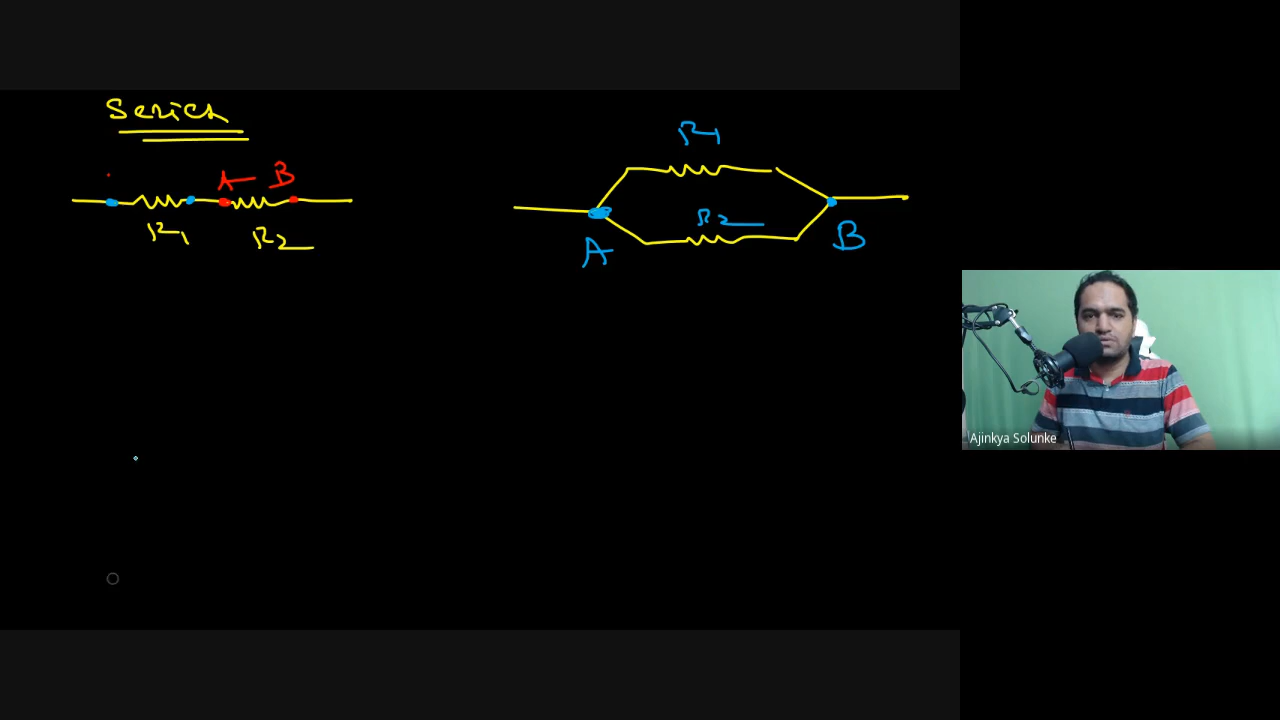 Series
A B
R1 R2
R1
R2
A B
Ajinkya Solunke